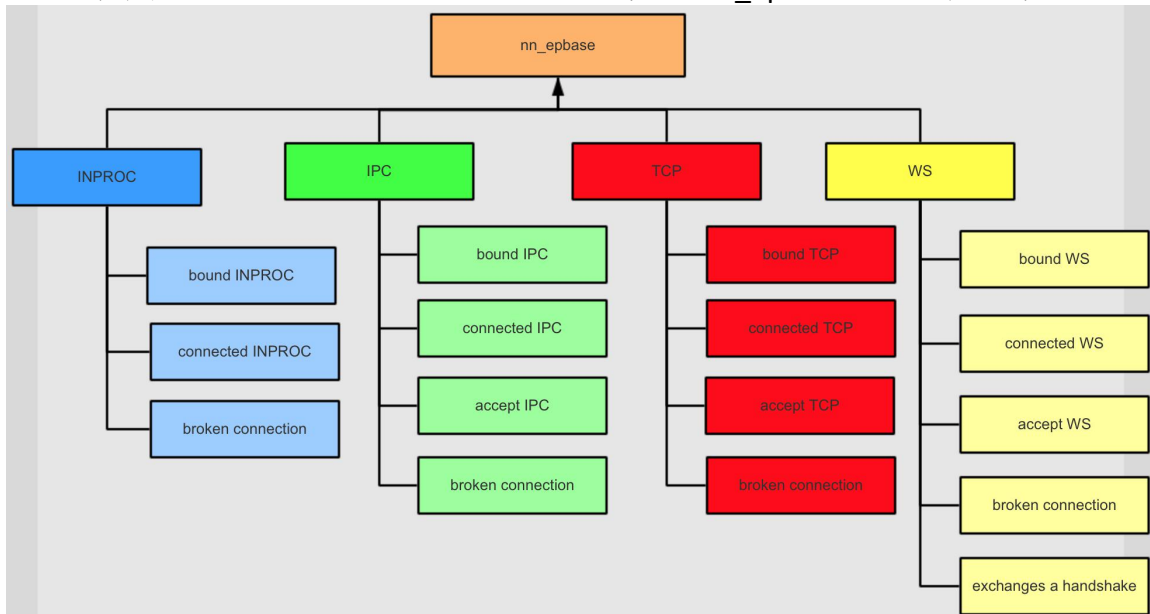 nn_epbase
INPROC
IPC
TCP
WS
bound INPROC
connected INPROC
broken connection
bound IPC
connected IPC
accept IPC
broken connection
bound TCP
connected TCP
accept TCP
broken connection
bound WS
connected WS
accept WS
broken connection
exchanges a handshake